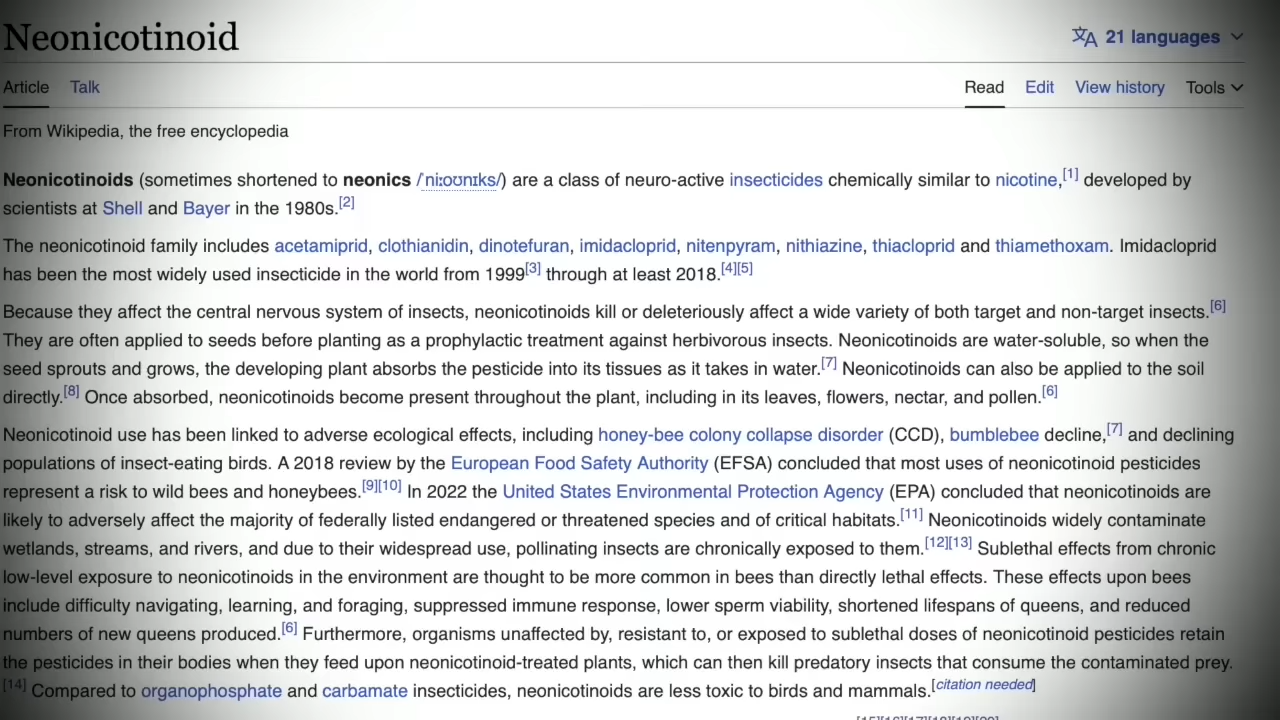 Neonicotinoid
21 languages
Article Talk Read Edit View history Tools
From Wikipedia, the free encyclopedia
Neonicotinoids (sometimes shortened to neonics /ˈniːoʊnɪks/) are a class of neuro-active insecticides chemically similar to nicotine,[1] developed by
scientists at Shell and Bayer in the 1980s.[2]
The neonicotinoid family includes acetamiprid, clothianidin, dinotefuran, imidacloprid, nitenpyram, nithiazine, thiacloprid and thiamethoxam. Imidacloprid
has been the most widely used insecticide in the world from 1999[3] through at least 2018.[4][5]
Because they affect the central nervous system of insects, neonicotinoids kill or deleteriously affect a wide variety of both target and non-target insects.[6]
They are often applied to seeds before planting as a prophylactic treatment against herbivorous insects. Neonicotinoids are water-soluble, so when the
seed sprouts and grows, the developing plant absorbs the pesticide into its tissues as it takes in water.[7] Neonicotinoids can also be applied to the soil
directly.[8] Once absorbed, neonicotinoids become present throughout the plant, including in its leaves, flowers, nectar, and pollen.[6]
Neonicotinoid use has been linked to adverse ecological effects, including honey-bee colony collapse disorder (CCD), bumblebee decline,[7] and declining
populations of insect-eating birds. A 2018 review by the European Food Safety Authority (EFSA) concluded that most uses of neonicotinoid pesticides
represent a risk to wild bees and honeybees.[9][10] In 2022 the United States Environmental Protection Agency (EPA) concluded that neonicotinoids are
likely to adversely affect the majority of federally listed endangered or threatened species and of critical habitats.[11] Neonicotinoids widely contaminate
wetlands, streams, and rivers, and due to their widespread use, pollinating insects are chronically exposed to them.[12][13] Sublethal effects from chronic
low-level exposure to neonicotinoids in the environment are thought to be more common in bees than directly lethal effects. These effects upon bees
include difficulty navigating, learning, and foraging, suppressed immune response, lower sperm viability, shortened lifespans of queens, and reduced
numbers of new queens produced.[6] Furthermore, organisms unaffected by, resistant to, or exposed to sublethal doses of neonicotinoid pesticides retain
the pesticides in their bodies when they feed upon neonicotinoid-treated plants, which can then kill predatory insects that consume the contaminated prey.
[14] Compared to organophosphate and carbamate insecticides, neonicotinoids are less toxic to birds and mammals.[citation needed]